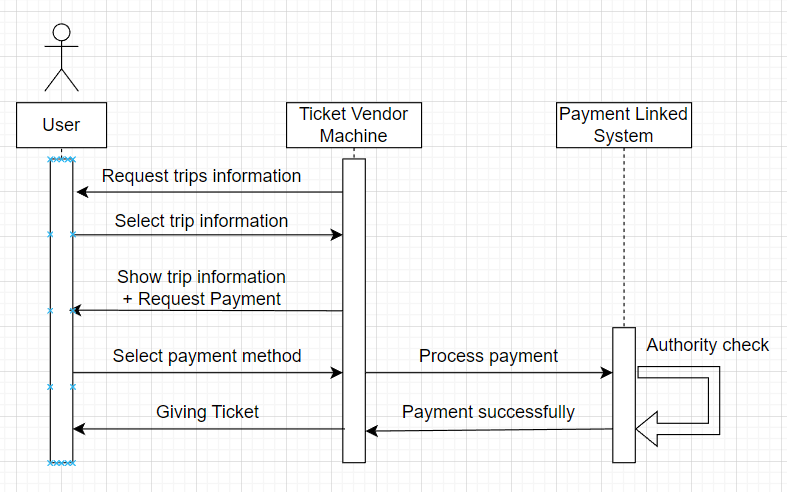 User
Ticket Vendor
Machine
Payment Linked
System
Request trips information
Select trip information
Show trip information
+ Request Payment
Select payment method
Process payment
Authority check
Giving Ticket
Payment successfully